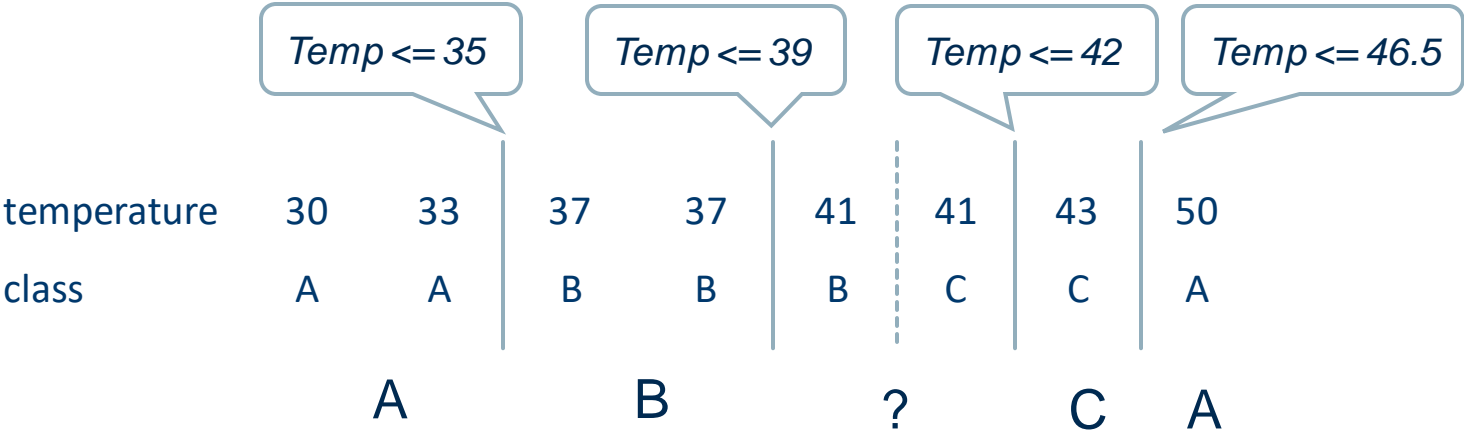 Temp <= 35 Temp <= 39 Temp <= 42 Temp <= 46.5
temperature 30 33 37 37 41 41 43 50
class A A B B B C C A
A B ? C A